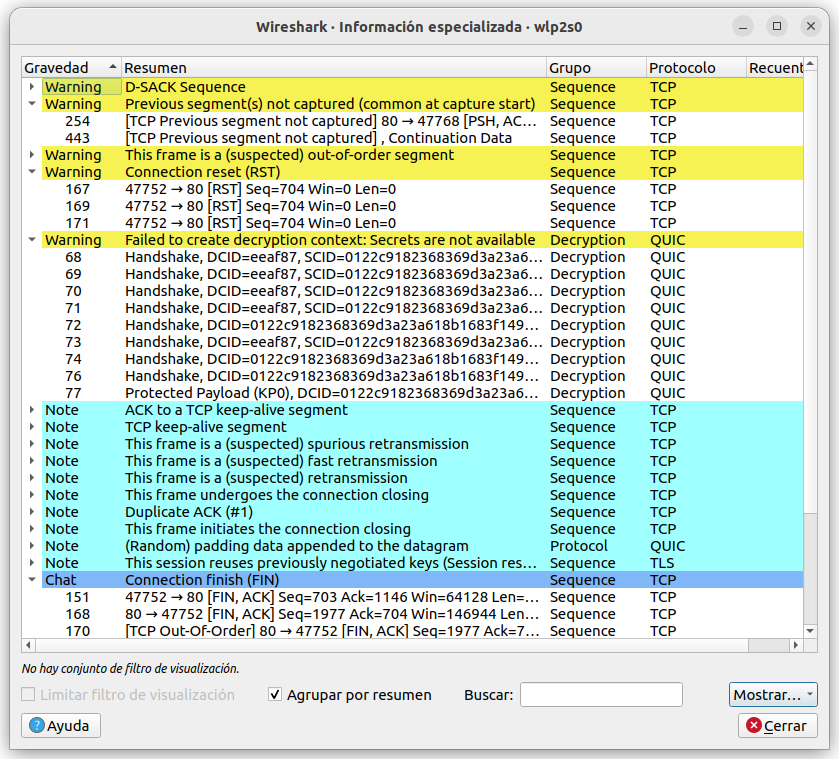 Wireshark · Información especializada · wlp2s0
Gravedad Resumen Grupo Protocolo Recuent
Warning D-SACK Sequence Sequence TCP
Warning Previous segment(s) not captured (common at capture start) Sequence TCP
254 [TCP Previous segment not captured] 80 → 47768 [PSH, AC… Sequence TCP
443 [TCP Previous segment not captured] , Continuation Data Sequence TCP
Warning This frame is a (suspected) out-of-order segment Sequence TCP
Warning Connection reset (RST) Sequence TCP
167 47752 → 80 [RST] Seq=704 Win=0 Len=0 Sequence TCP
169 47752 → 80 [RST] Seq=704 Win=0 Len=0 Sequence TCP
171 47752 → 80 [RST] Seq=704 Win=0 Len=0 Sequence TCP
Warning Failed to create decryption context: Secrets are not available Decryption QUIC
68 Handshake, DCID=eeaf87, SCID=0122c9182368369d3a23a6… Decryption QUIC
69 Handshake, DCID=eeaf87, SCID=0122c9182368369d3a23a6… Decryption QUIC
70 Handshake, DCID=eeaf87, SCID=0122c9182368369d3a23a6… Decryption QUIC
71 Handshake, DCID=eeaf87, SCID=0122c9182368369d3a23a6… Decryption QUIC
72 Handshake, DCID=0122c9182368369d3a23a618b1683f149… Decryption QUIC
73 Handshake, DCID=eeaf87, SCID=0122c9182368369d3a23a6… Decryption QUIC
74 Handshake, DCID=0122c9182368369d3a23a618b1683f149… Decryption QUIC
76 Handshake, DCID=0122c9182368369d3a23a618b1683f149… Decryption QUIC
77 Protected Payload (KP0), DCID=0122c9182368369d3a23a6… Decryption QUIC
Note ACK to a TCP keep-alive segment Sequence TCP
Note TCP keep-alive segment Sequence TCP
Note This frame is a (suspected) spurious retransmission Sequence TCP
Note This frame is a (suspected) fast retransmission Sequence TCP
Note This frame is a (suspected) retransmission Sequence TCP
Note This frame undergoes the connection closing Sequence TCP
Note Duplicate ACK (#1) Sequence TCP
Note This frame initiates the connection closing Sequence TCP
Note (Random) padding data appended to the datagram Protocol QUIC
Note This session reuses previously negotiated keys (Session res… Sequence TLS
Chat Connection finish (FIN) Sequence TCP
151 47752 → 80 [FIN, ACK] Seq=703 Ack=1146 Win=64128 Len=… Sequence TCP
168 80 → 47752 [FIN, ACK] Seq=1977 Ack=704 Win=146944 Len… Sequence TCP
170 [TCP Out-Of-Order] 80 → 47752 [FIN, ACK] Seq=1977 Ack=7… Sequence TCP
No hay conjunto de filtro de visualización.
Limitar filtro de visualización Agrupar por resumen Buscar: Mostrar…
Ayuda Cerrar